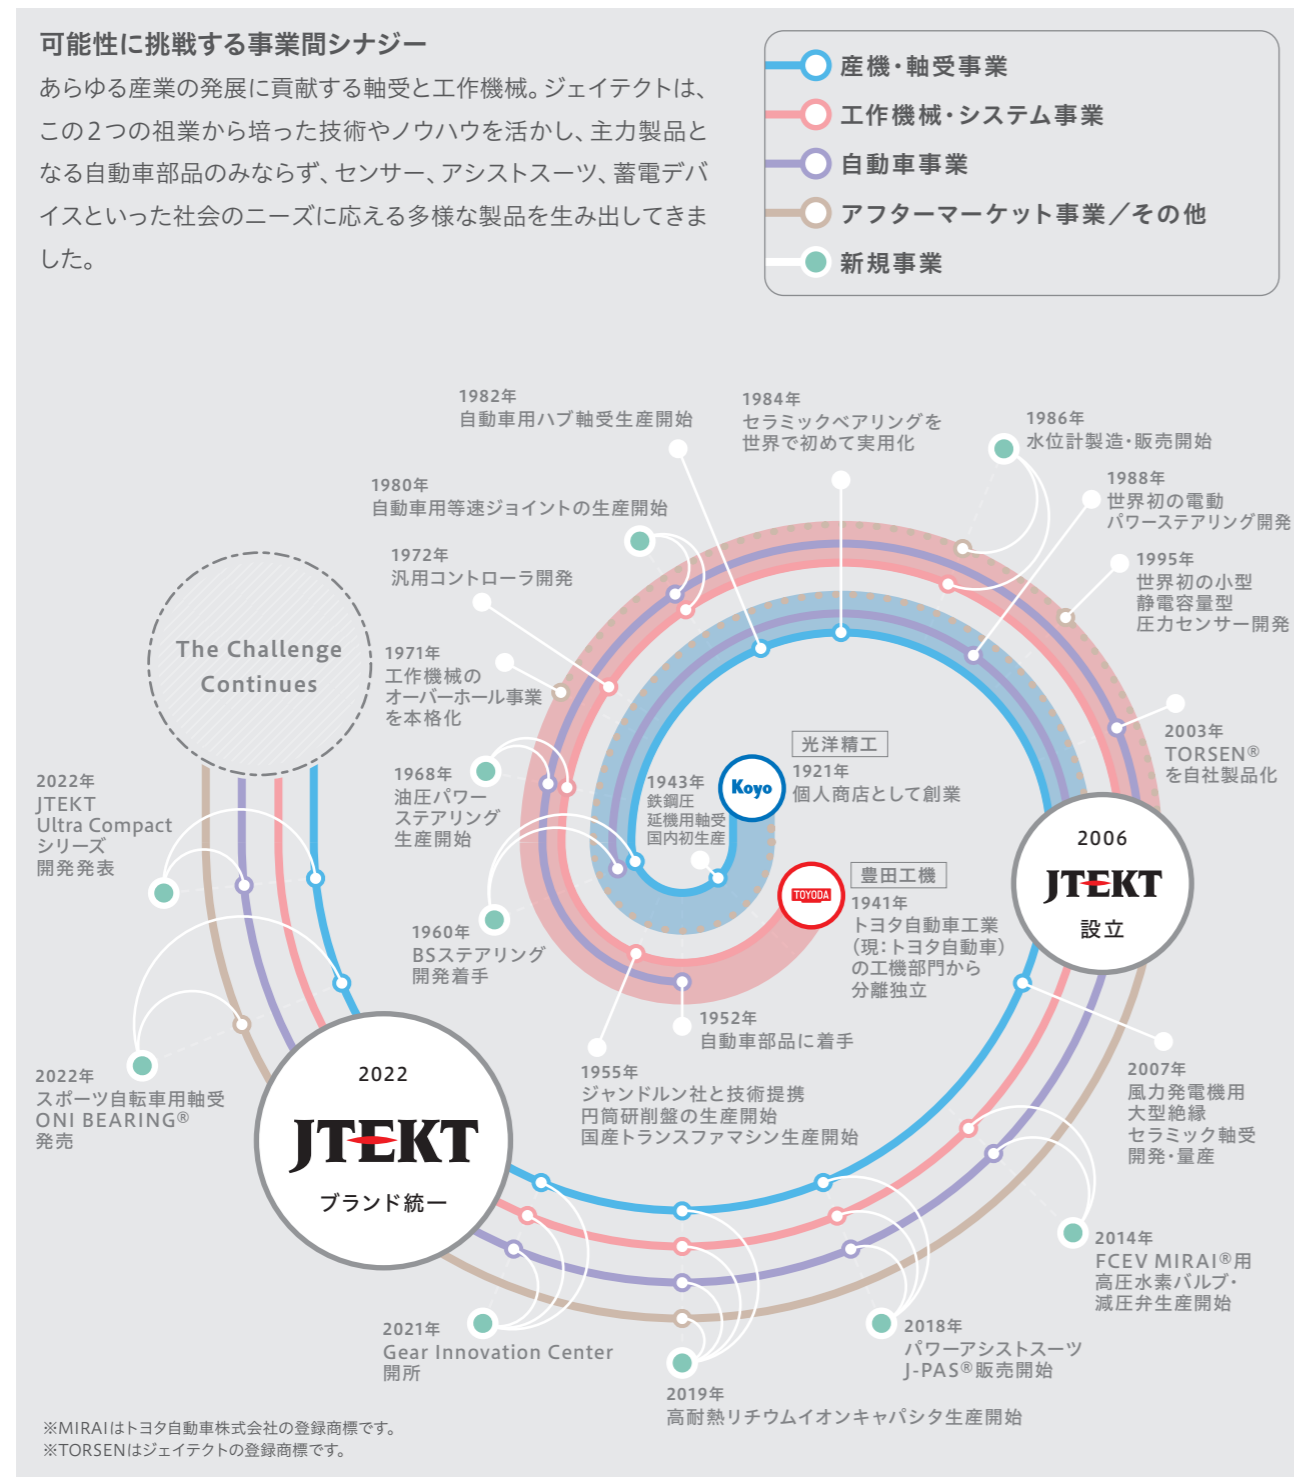 可能性に挑戦する事業間シナジー
あらゆる産業の発展に貢献する軸受と工作機械。ジェイテクトは、
この2つの祖業から培った技術やノウハウを活かし、主力製品と
なる自動車部品のみならず、センサー、アシストスーツ、蓄電デバ
イスといった社会のニーズに応える多様な製品を生み出してきま
した。
産機・軸受事業
工作機械・システム事業
自動車事業
アフターマーケット事業／その他
新規事業
1982年
自動車用ハブ軸受生産開始
1984年
セラミックベアリングを
世界で初めて実用化
1986年
水位計製造・販売開始
1988年
世界初の電動
パワーステアリング開発
1980年
自動車用等速ジョイントの生産開始
1972年
汎用コントローラ開発
1995年
世界初の小型
静電容量型
圧力センサー開発
The Challenge
Continues
1971年
工作機械の
オーバーホール事業
を本格化
2003年
TORSEN®
を自社製品化
光洋精工
1921年
個人商店として創業
Koyo
1943年
鉄鋼圧
延機用軸受
国内初生産
1968年
油圧パワー
ステアリング
生産開始
2022年
JTEKT
Ultra Compact
シリーズ
開発発表
2006
JTEKT
設立
豊田工機
TOYODA
1941年
トヨタ自動車工業
（現：トヨタ自動車）
の工機部門から
分離独立
1960年
BSステアリング
開発着手
1952年
自動車部品に着手
1955年
ジャンドルン社と技術提携
円筒研削盤の生産開始
国産トランスファマシン生産開始
2007年
風力発電機用
大型絶縁
セラミック軸受
開発・量産
2022年
スポーツ自転車用軸受
ONI BEARING®
発売
2022
JTEKT
ブランド統一
2014年
FCEV MIRAI®用
高圧水素バルブ・
減圧弁生産開始
2018年
パワーアシストスーツ
J-PAS®販売開始
2021年
Gear Innovation Center
開所
2019年
高耐熱リチウムイオンキャパシタ生産開始
※MIRAIはトヨタ自動車株式会社の登録商標です。
※TORSENはジェイテクトの登録商標です。